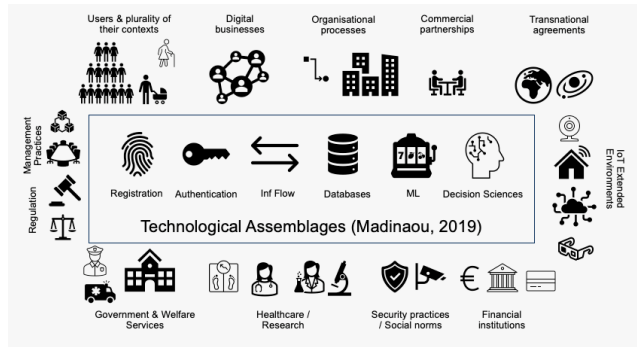 Users & plurality of
their contexts
Digital
businesses
Organisational
processes
Commercial
partnerships
Transnational
agreements
Management
Practices
Regulation
IoT Extended
Environments
Registration
Authentication
Inf Flow
Databases
ML
Decision Sciences
Technological Assemblages (Madinaou, 2019)
Government & Welfare
Services
Healthcare /
Research
Security practices
/ Social norms
Financial
institutions